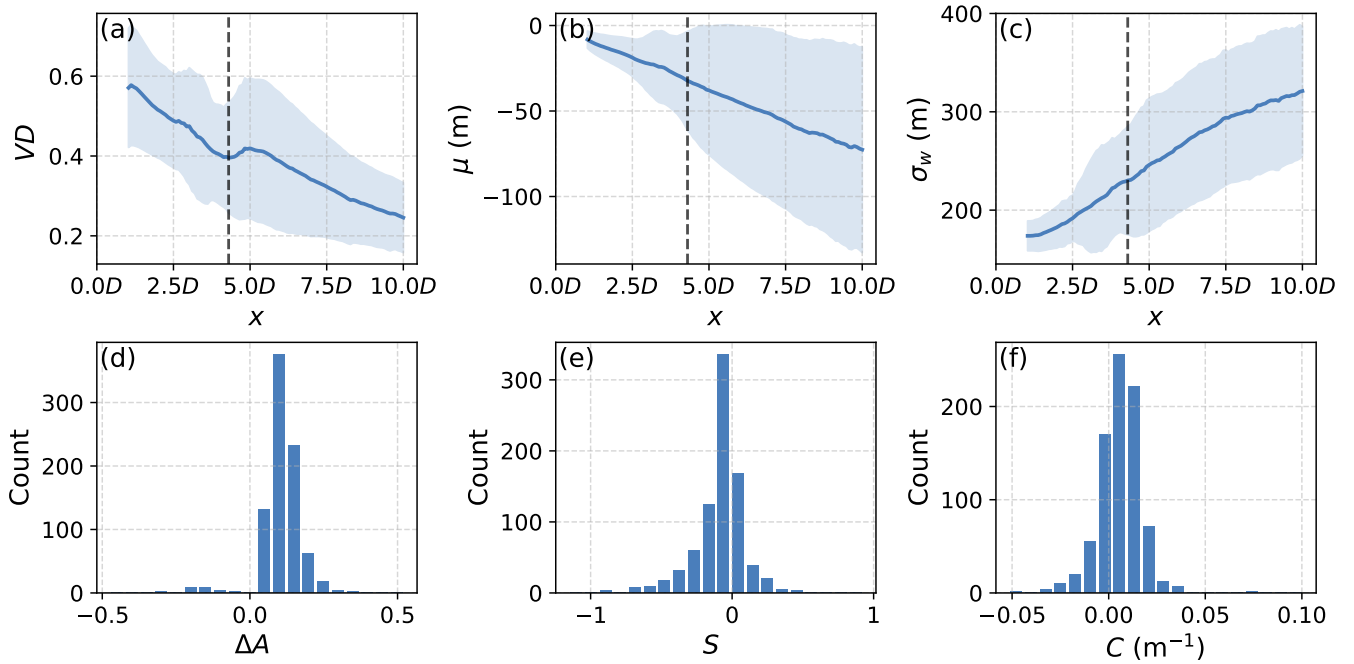 (a)
VD
0.6
0.4
0.2
0.0D 2.5D 5.0D 7.5D 10.0D
x
(b)
μ (m)
0
−50
−100
0.0D 2.5D 5.0D 7.5D 10.0D
x
(c)
σw (m)
400
300
200
0.0D 2.5D 5.0D 7.5D 10.0D
x
(d)
Count
300
200
100
0
−0.5 0.0 0.5
ΔA
(e)
Count
300
200
100
0
−1 0 1
S
(f)
Count
200
100
0
−0.05 0.00 0.05 0.10
C (m⁻¹)